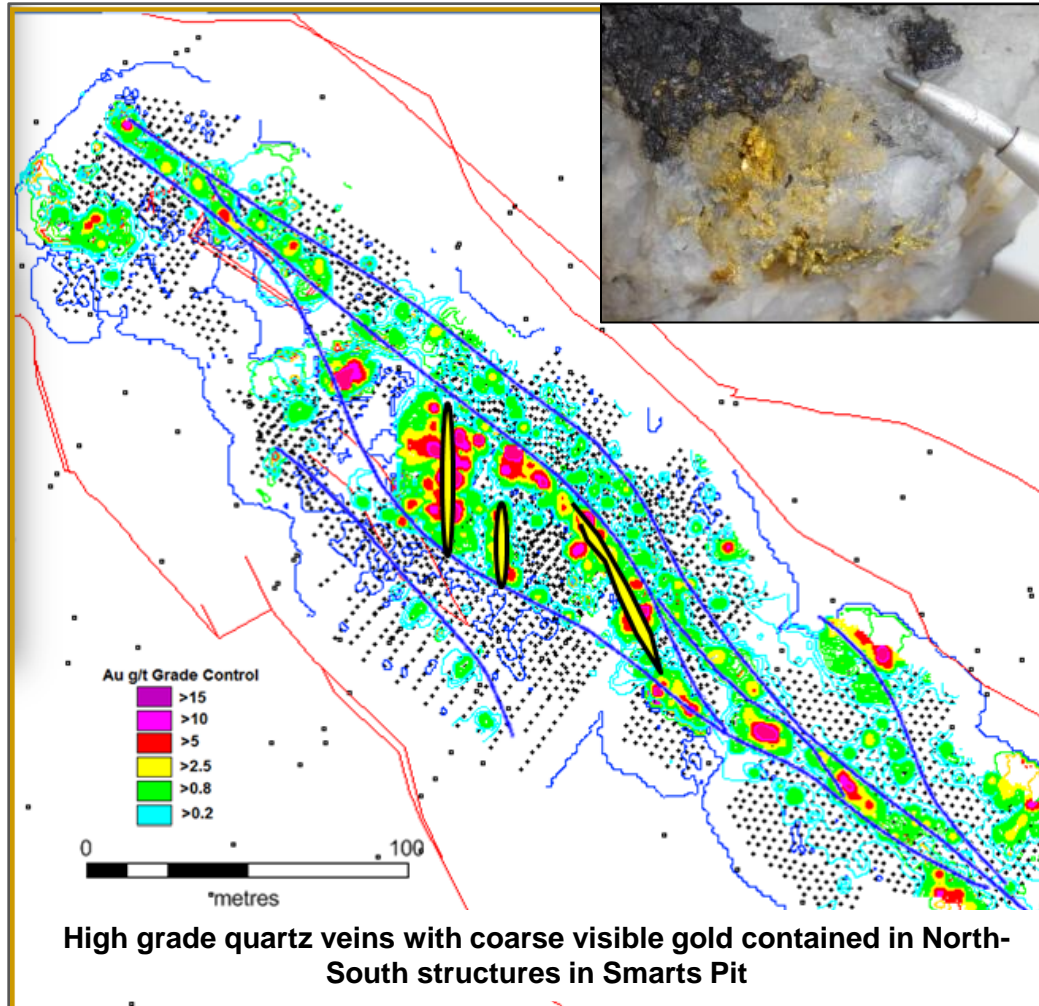 Au g/t Grade Control
>15
>10
>5
>2.5
>0.8
>0.2
0 100
metres
High grade quartz veins with coarse visible gold contained in North-
South structures in Smarts Pit